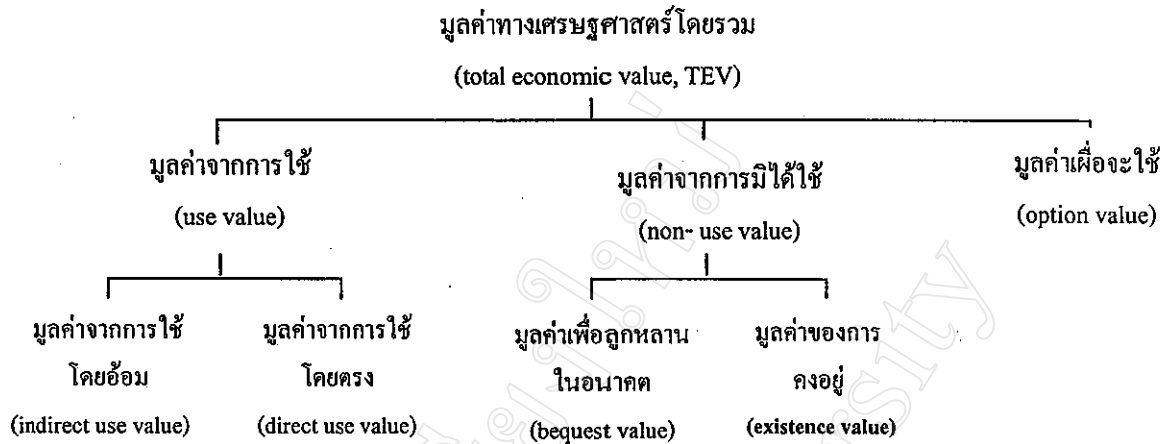 มูลค่าทางเศรษฐศาสตร์โดยรวม
(total economic value, TEV)
มูลค่าจากการใช้
(use value)
มูลค่าจากการมิได้ใช้
(non- use value)
มูลค่าเผื่อจะใช้
(option value)
มูลค่าจากการใช้
โดยอ้อม
(indirect use value)
มูลค่าจากการใช้
โดยตรง
(direct use value)
มูลค่าเพื่อลูกหลาน
ในอนาคต
(bequest value)
มูลค่าของการ
คงอยู่
(existence value)